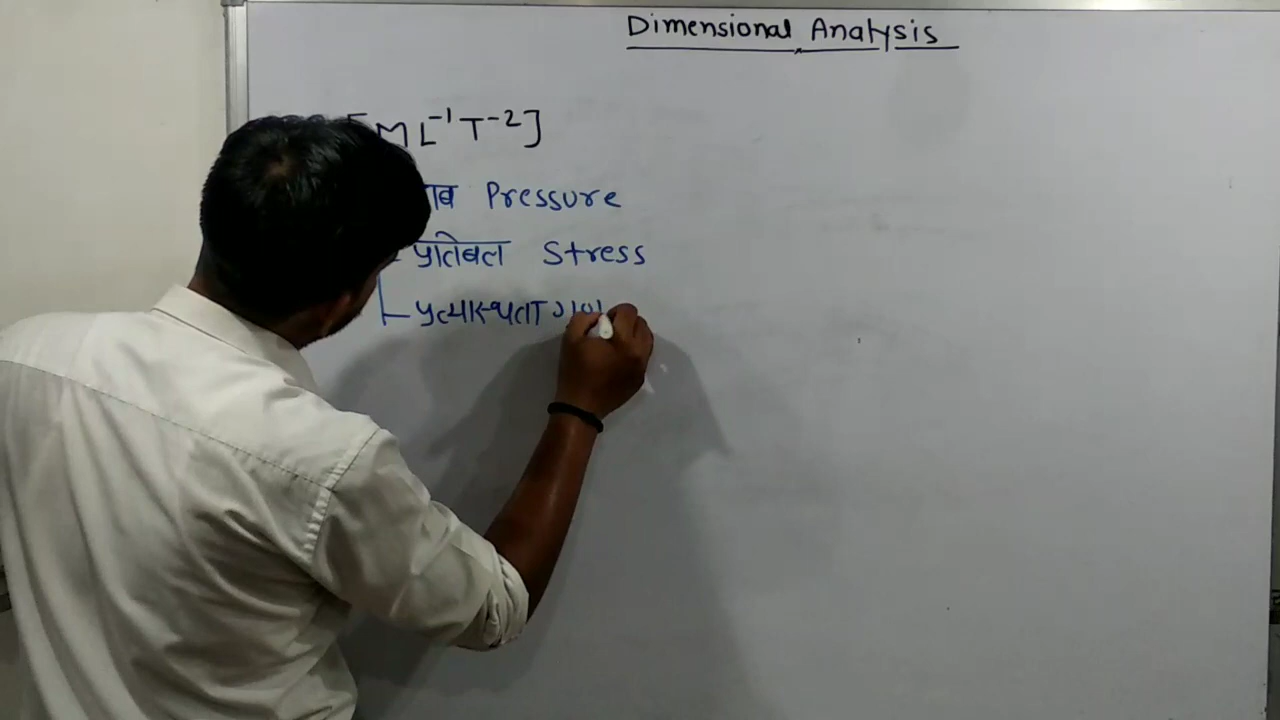 Dimensional Analysis
[ML⁻¹T⁻²]
Pressure
प्रतिबल Stress
प्रत्यास्थता